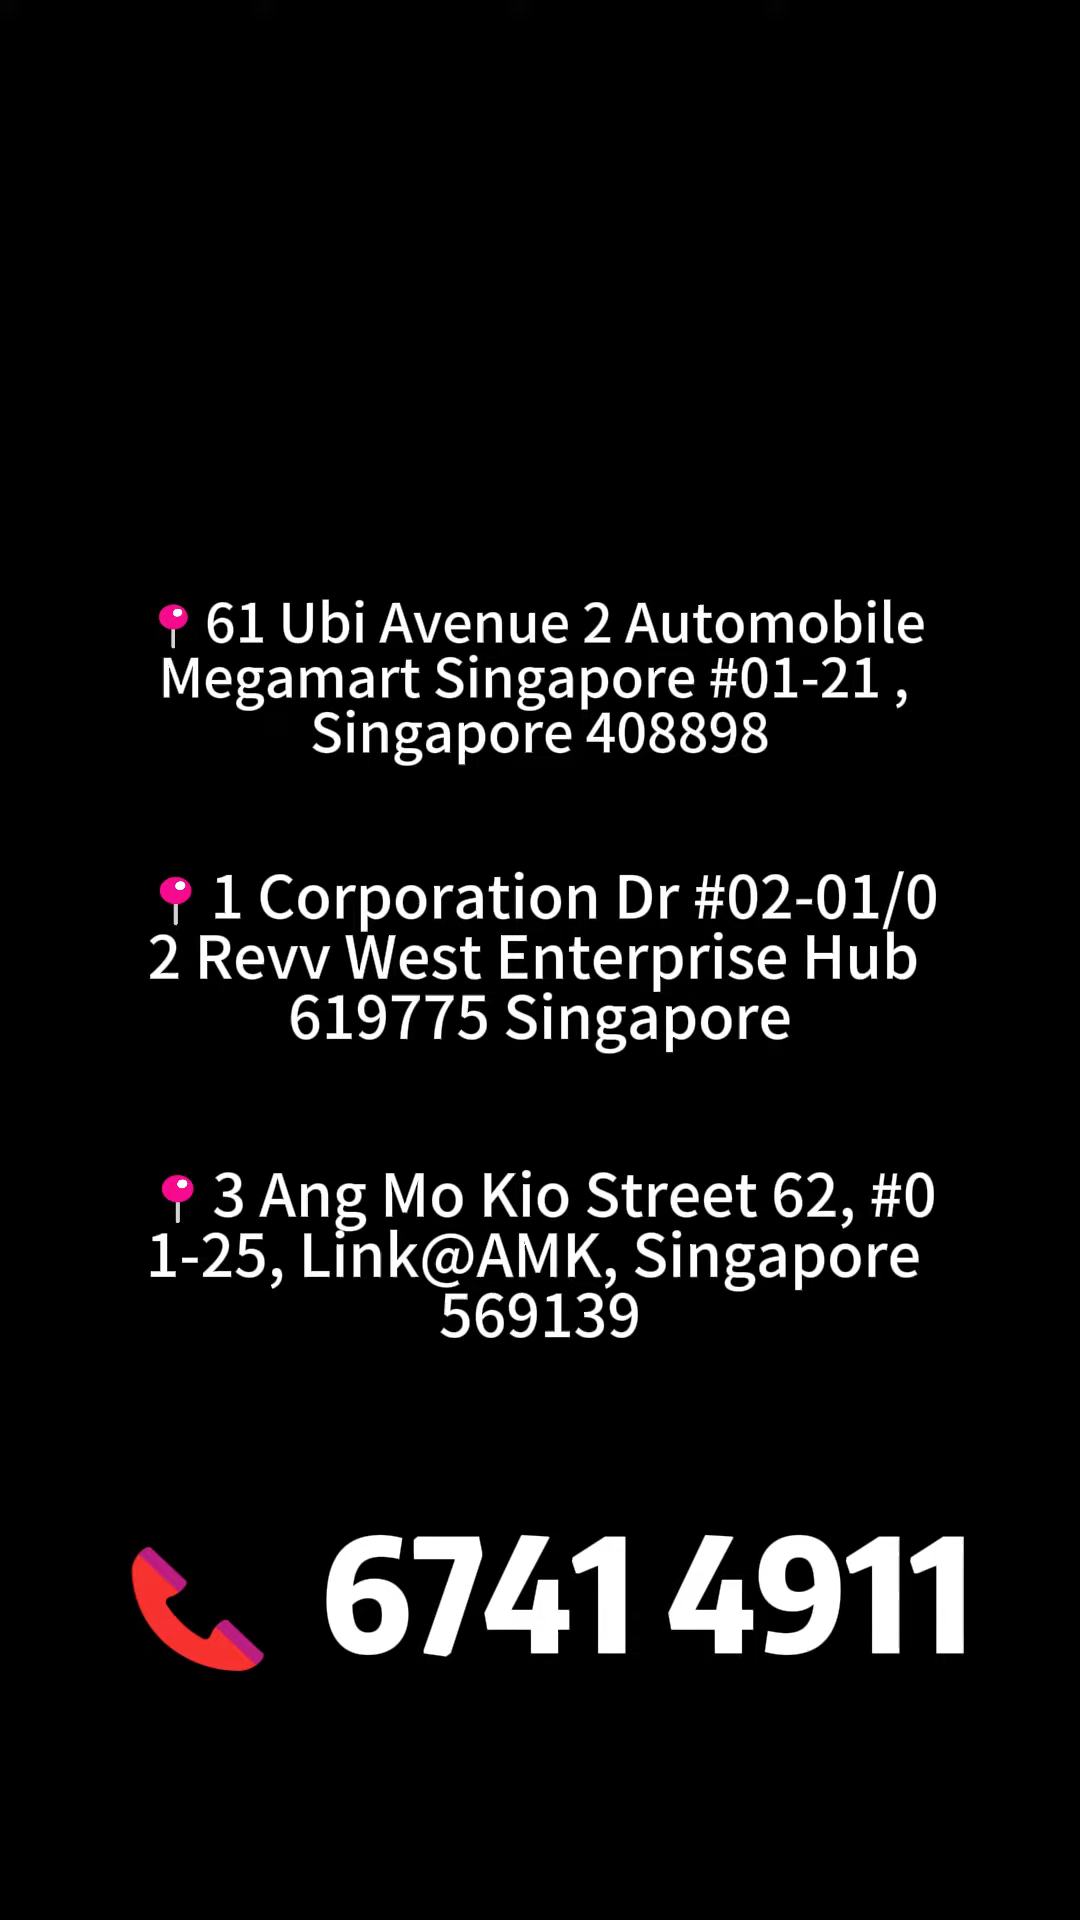 📍61 Ubi Avenue 2 Automobile
Megamart Singapore #01-21 ,
Singapore 408898
📍1 Corporation Dr #02-01/0
2 Revv West Enterprise Hub
619775 Singapore
📍3 Ang Mo Kio Street 62, #0
1-25, Link@AMK, Singapore
569139
📞 6741 4911